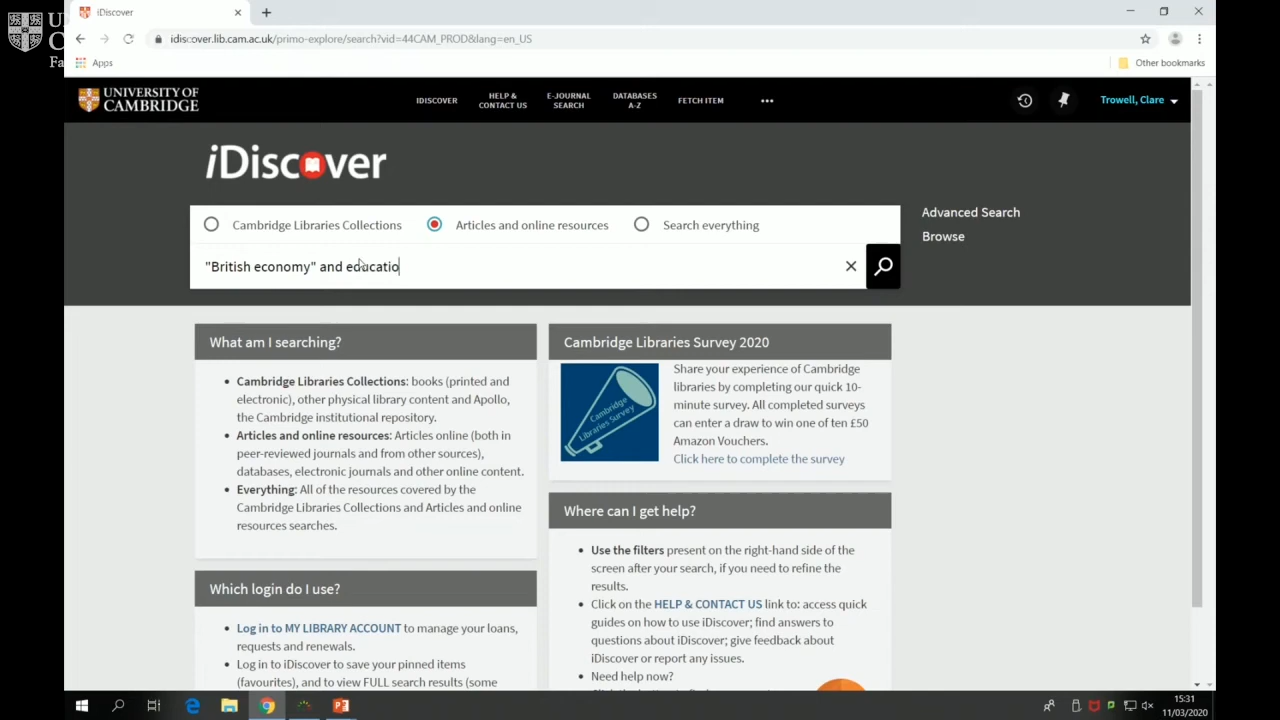 iDiscover
idiscover.lib.cam.ac.uk/primo-explore/search?vid=44CAM_PROD&lang=en_US
Apps
Other bookmarks
UNIVERSITY OF
CAMBRIDGE
IDISCOVER
HELP &
CONTACT US
E-JOURNAL
SEARCH
DATABASES
A-Z
FETCH ITEM
Trowell, Clare
iDiscover
Cambridge Libraries Collections
Articles and online resources
Search everything
Advanced Search
Browse
"British economy" and educatio
What am I searching?
• Cambridge Libraries Collections: books (printed and
electronic), other physical library content and Apollo,
the Cambridge institutional repository.
• Articles and online resources: Articles online (both in
peer-reviewed journals and from other sources),
databases, electronic journals and other online content.
• Everything: All of the resources covered by the
Cambridge Libraries Collections and Articles and online
resources searches.
Cambridge Libraries Survey 2020
Cambridge
Libraries Survey
Share your experience of Cambridge
libraries by completing our quick 10-
minute survey. All completed surveys
can enter a draw to win one of ten £50
Amazon Vouchers.
Click here to complete the survey
Which login do I use?
• Log in to MY LIBRARY ACCOUNT to manage your loans,
requests and renewals.
• Log in to iDiscover to save your pinned items
(favourites), and to view FULL search results (some
Where can I get help?
• Use the filters present on the right-hand side of the
screen after your search, if you need to refine the
results.
• Click on the HELP & CONTACT US link to: access quick
guides on how to use iDiscover; find answers to
questions about iDiscover; give feedback about
iDiscover or report any issues.
• Need help now?
15:31
11/03/2020